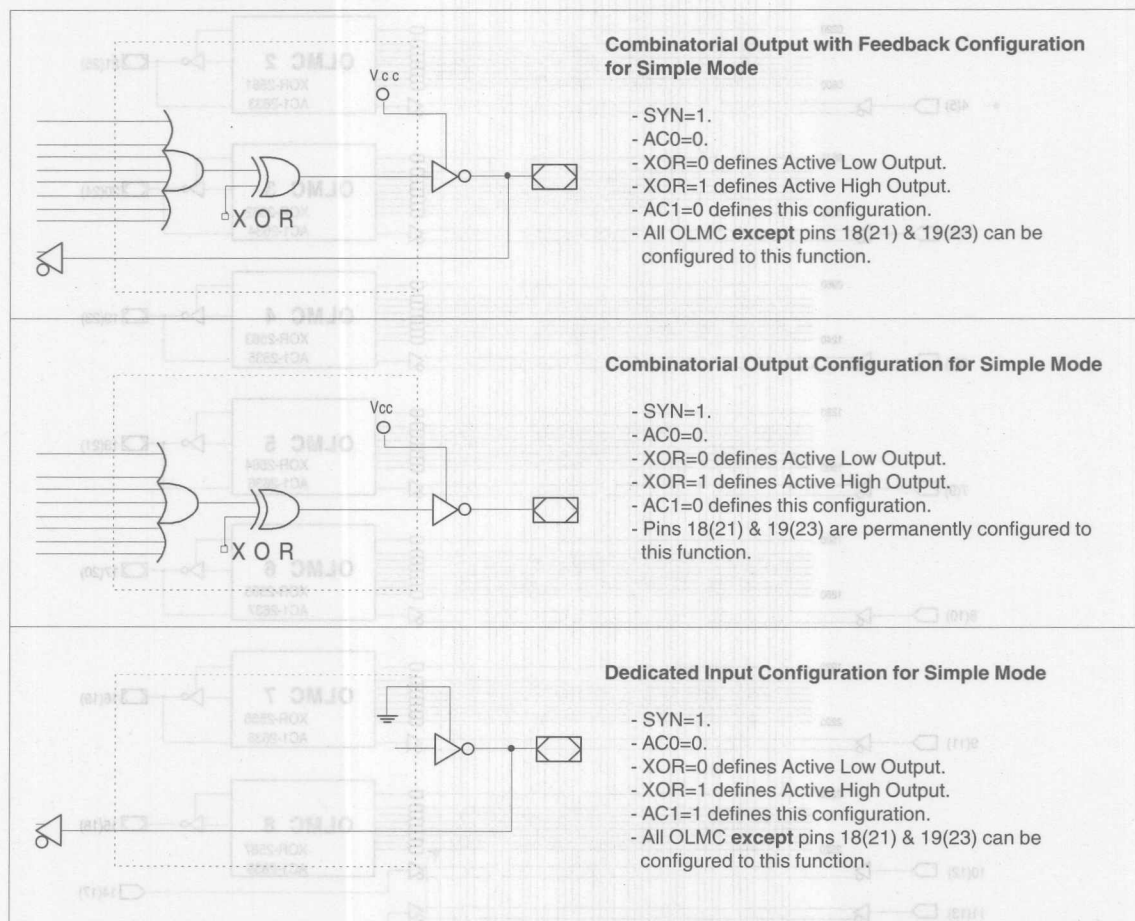 Combinatorial Output with Feedback Configuration
for Simple Mode
Vcc
XOR
- SYN=1.
- AC0=0.
- XOR=0 defines Active Low Output.
- XOR=1 defines Active High Output.
- AC1=0 defines this configuration.
- All OLMC except pins 18(21) & 19(23) can be
configured to this function.
Combinatorial Output Configuration for Simple Mode
Vcc
XOR
- SYN=1.
- AC0=0.
- XOR=0 defines Active Low Output.
- XOR=1 defines Active High Output.
- AC1=0 defines this configuration.
- Pins 18(21) & 19(23) are permanently configured to
this function.
Dedicated Input Configuration for Simple Mode
- SYN=1.
- AC0=0.
- XOR=0 defines Active Low Output.
- XOR=1 defines Active High Output.
- AC1=1 defines this configuration.
- All OLMC except pins 18(21) & 19(23) can be
configured to this function.